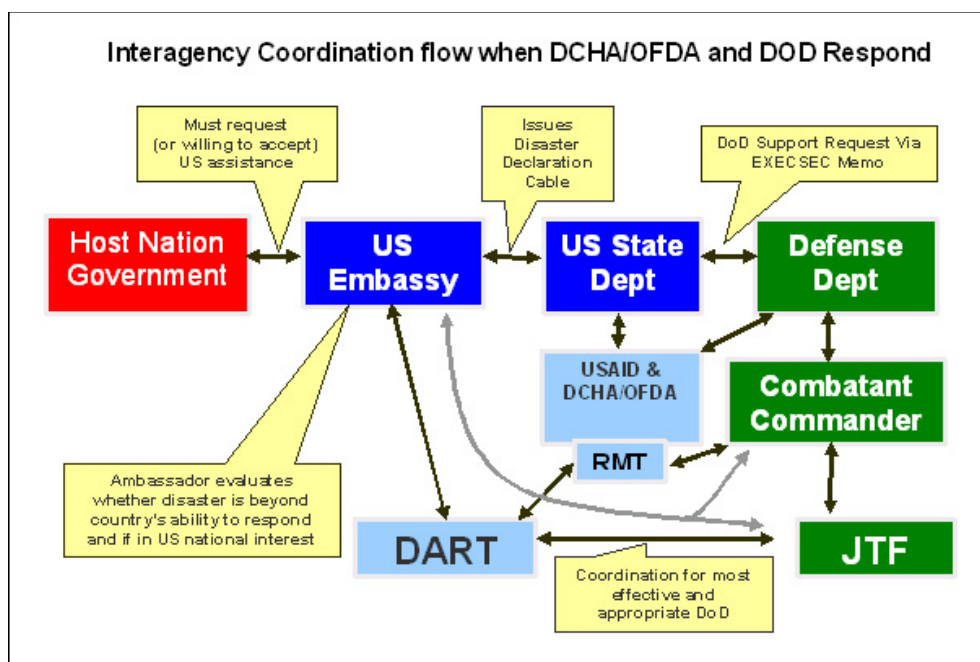 Interagency Coordination flow when DCHA/OFDA and DOD Respond
Must request
(or willing to accept)
US assistance
Issues
Disaster
Declaration
Cable
DoD Support Request Via
EXECSEC Memo
Host Nation
Government
US
Embassy
US State
Dept
Defense
Dept
USAID &
DCHA/OFDA
Combatant
Commander
RMT
Ambassador evaluates
whether disaster is beyond
country's ability to respond
and if in US national interest
DART
JTF
Coordination for most
effective and
appropriate DoD